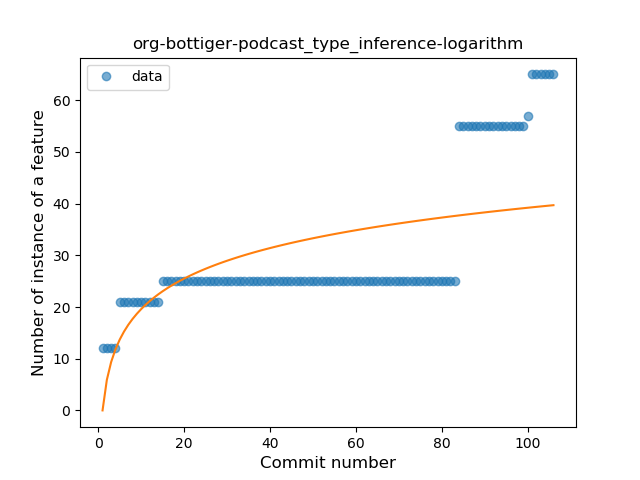 org-bottiger-podcast_type_inference-logarithm
data
Number of instance of a feature
60
50
40
30
20
10
0
0 20 40 60 80 100
Commit number